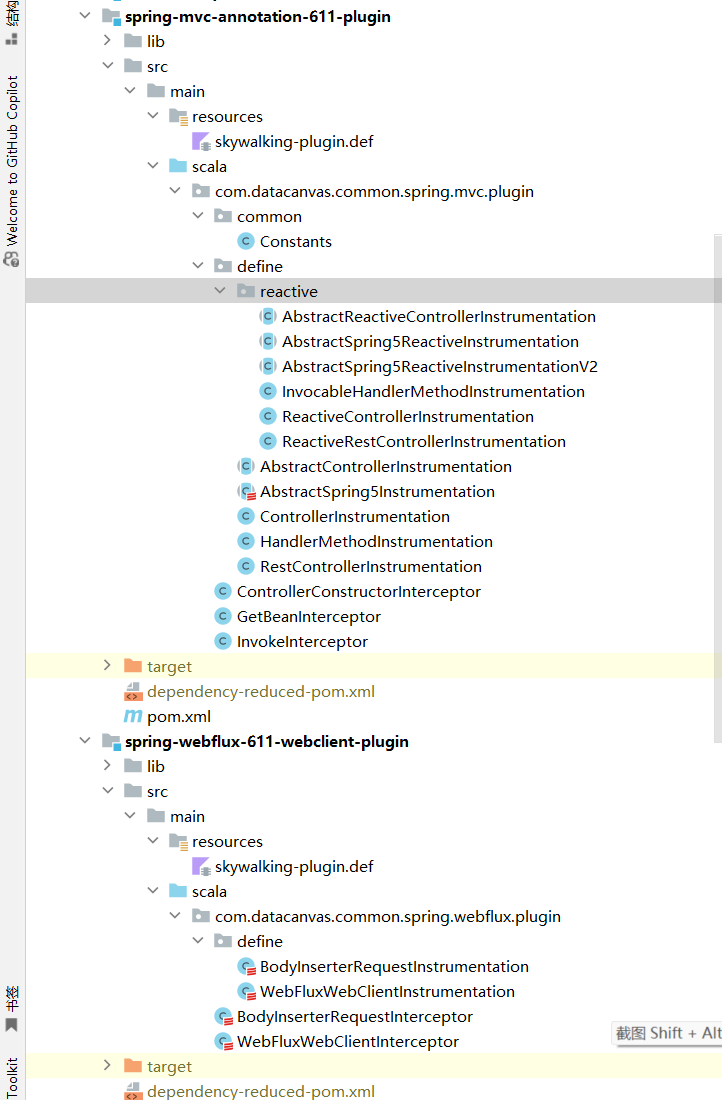 结构
Welcome to GitHub Copilot
书签
Toolkit
spring-mvc-annotation-611-plugin
lib
src
main
resources
skywalking-plugin.def
scala
com.datacanvas.common.spring.mvc.plugin
common
Constants
define
reactive
AbstractReactiveControllerInstrumentation
AbstractSpring5ReactiveInstrumentation
AbstractSpring5ReactiveInstrumentationV2
InvocableHandlerMethodInstrumentation
ReactiveControllerInstrumentation
ReactiveRestControllerInstrumentation
AbstractControllerInstrumentation
AbstractSpring5Instrumentation
ControllerInstrumentation
HandlerMethodInstrumentation
RestControllerInstrumentation
ControllerConstructorInterceptor
GetBeanInterceptor
InvokeInterceptor
target
dependency-reduced-pom.xml
pom.xml
spring-webflux-611-webclient-plugin
lib
src
main
resources
skywalking-plugin.def
scala
com.datacanvas.common.spring.webflux.plugin
define
BodyInserterRequestInstrumentation
WebFluxWebClientInstrumentation
BodyInserterRequestInterceptor
WebFluxWebClientInterceptor
截图 Shift + Alt
target
dependency-reduced-pom.xml